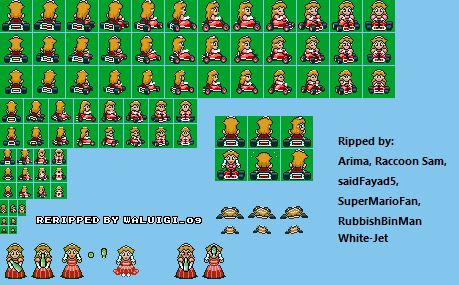 Ripped by:
Arima, Raccoon Sam,
saidFayad5,
SuperMarioFan,
RubbishBinMan
White-Jet
RERIPPED BY WALUIGI_09